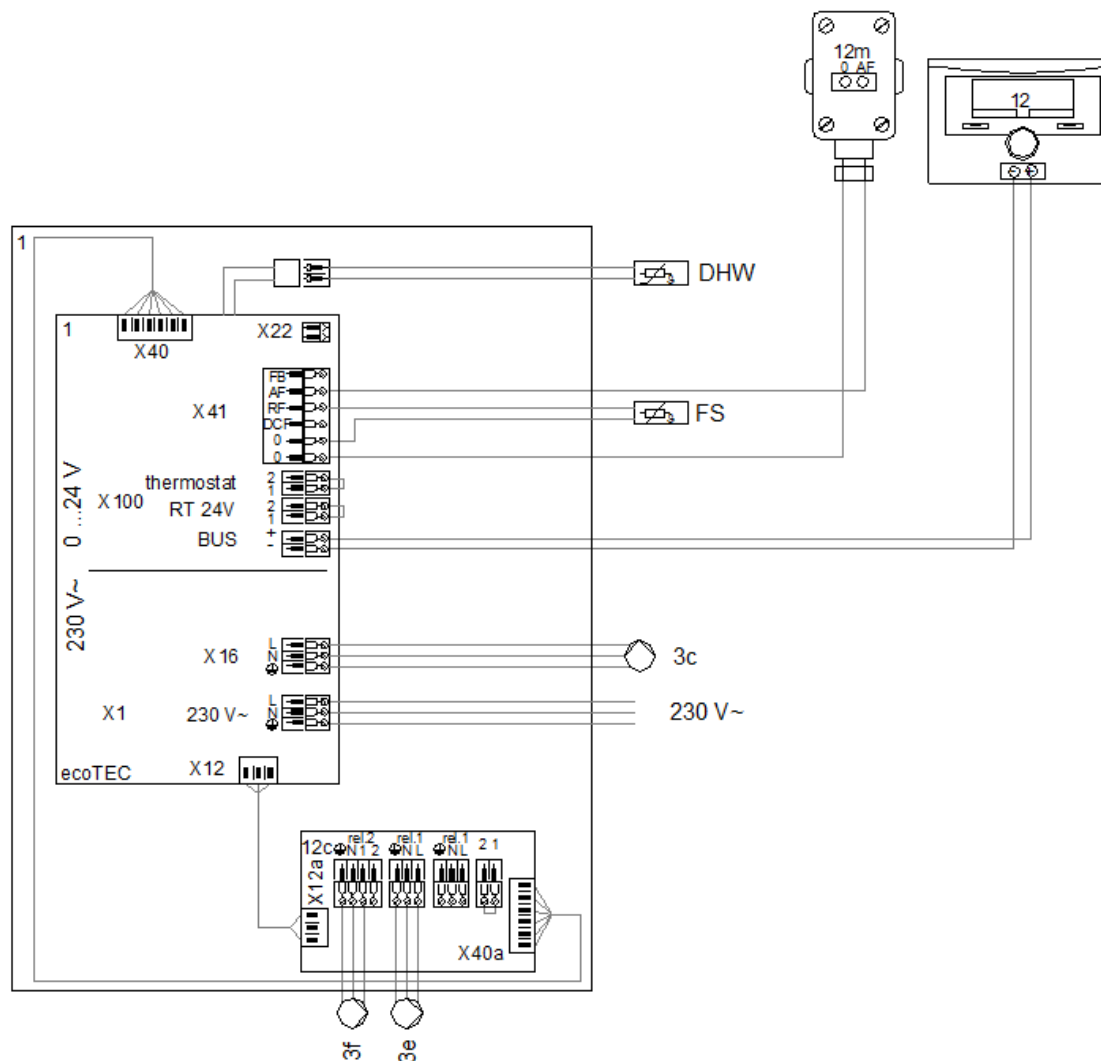 12m
0 AF
12
1
DHW
1
X22
X40
FB
AF
X41
RF
FS
DCF
0
0
0 ...24 V
thermostat
2
1
X100
RT 24V
2
1
BUS
+
-
230 V~
X16
L
N
3c
X1
230 V~
L
N
230 V~
X12
ecoTEC
12c
rel.2
N 1 2
rel.1
N L
rel.1
N L
2 1
X12a
X40a
3f
3e